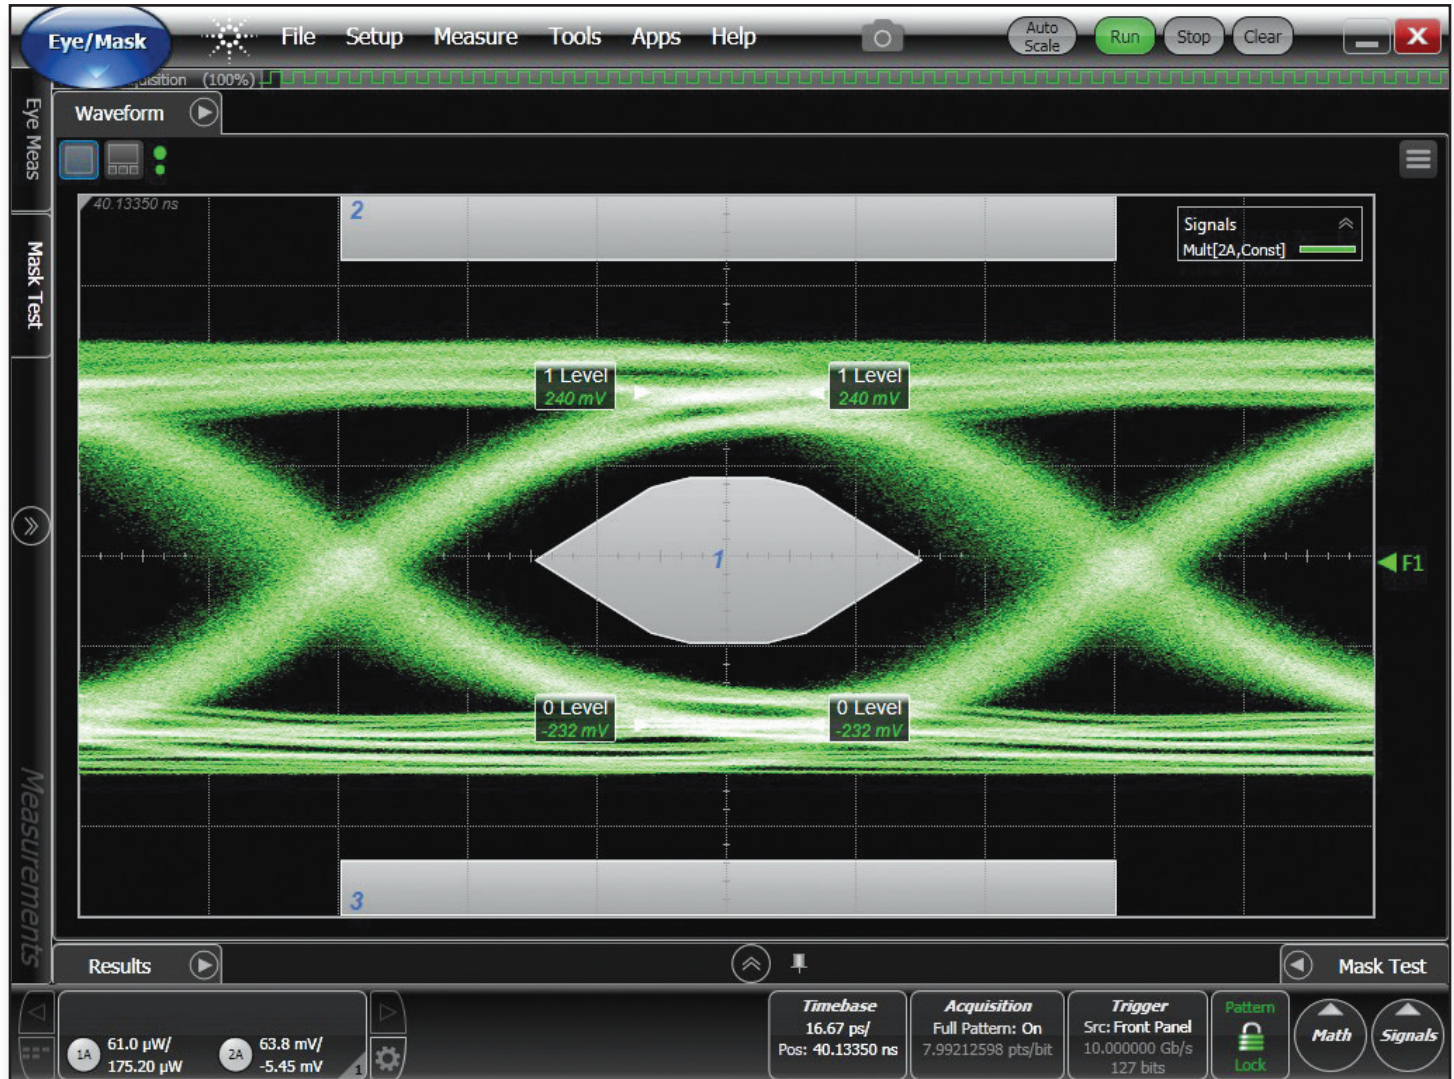 Eye/Mask
File Setup Measure Tools Apps Help
Auto Scale
Run
Stop
Clear
X
(100%)
Eye Meas
Mask Test
Measurements
Waveform
40.13350 ns
2
Signals
Mult[2A,Const]
1 Level
240 mV
1 Level
240 mV
1
F1
0 Level
-232 mV
0 Level
-232 mV
3
Results
Mask Test
1A
61.0 µW/
175.20 µW
2A
63.8 mV/
-5.45 mV
1
Timebase
16.67 ps/
Pos: 40.13350 ns
Acquisition
Full Pattern: On
7.99212598 pts/bit
Trigger
Src: Front Panel
10.000000 Gb/s
127 bits
Pattern
Lock
Math
Signals